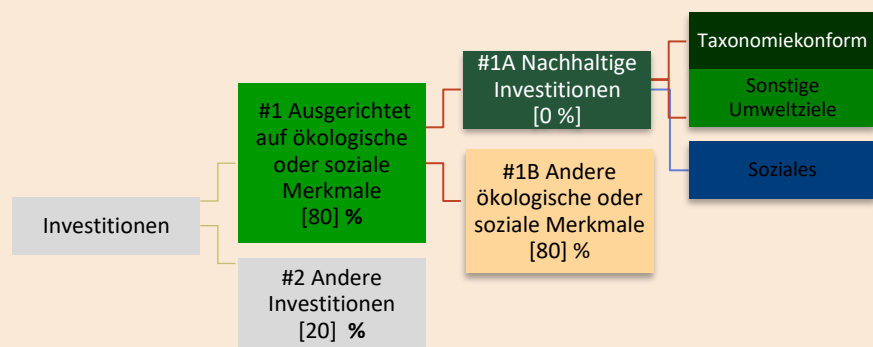 Investitionen
#1 Ausgerichtet
auf ökologische
oder soziale
Merkmale
[80] %
#2 Andere
Investitionen
[20] %
#1A Nachhaltige
Investitionen
[0 %]
#1B Andere
ökologische oder
soziale Merkmale
[80] %
Taxonomiekonform
Sonstige
Umweltziele
Soziales